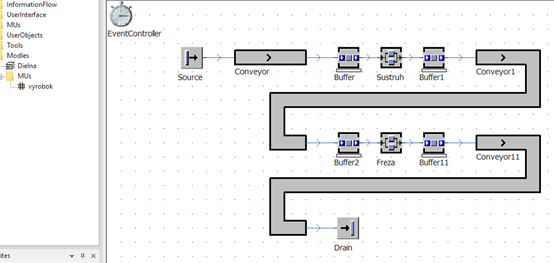 InformationFlow
UserInterface
MUs
UserObjects
Tools
Modles
Dielna
MUs
vyrobok
EventController
Source
Conveyor
Buffer
Sustruh
Buffer1
Conveyor1
Buffer2
Freza
Buffer11
Conveyor11
Drain
ites